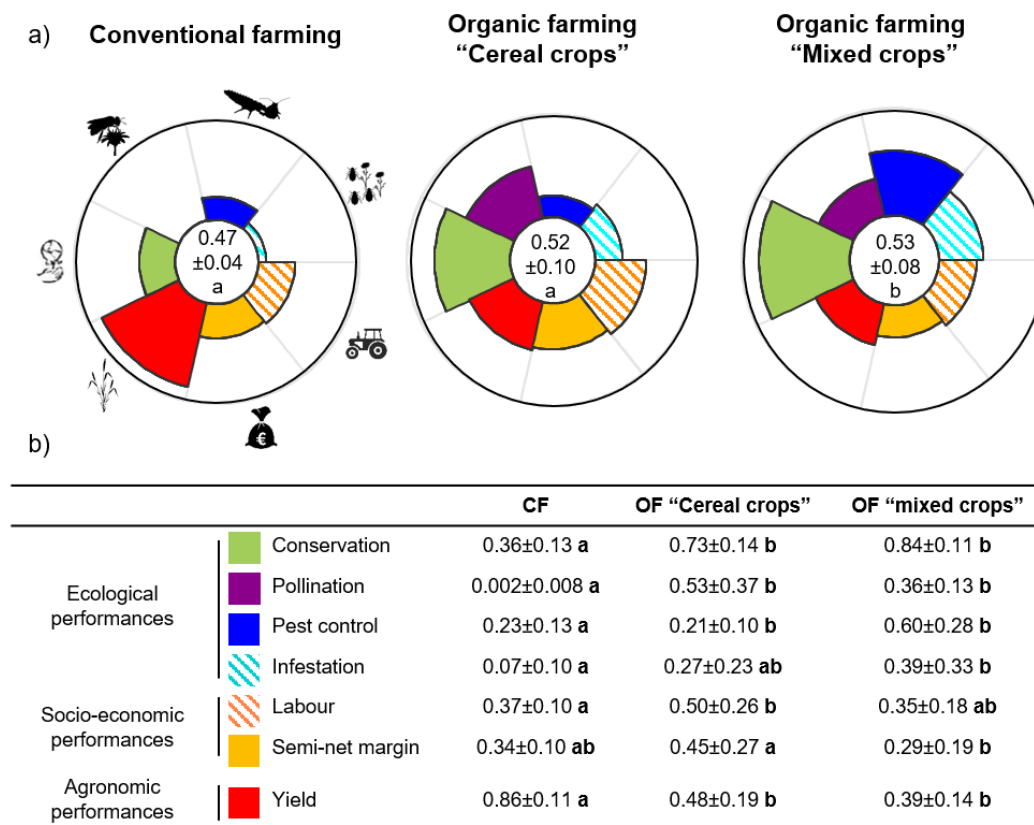 a)
Conventional farming
Organic farming
“Cereal crops”
Organic farming
“Mixed crops”
0.47
±0.04
a
0.52
±0.10
a
0.53
±0.08
b
€
b)
CF OF “Cereal crops” OF “mixed crops”
Ecological
performances
Conservation 0.36±0.13 a 0.73±0.14 b 0.84±0.11 b
Pollination 0.002±0.008 a 0.53±0.37 b 0.36±0.13 b
Pest control 0.23±0.13 a 0.21±0.10 b 0.60±0.28 b
Infestation 0.07±0.10 a 0.27±0.23 ab 0.39±0.33 b
Socio-economic
performances
Labour 0.37±0.10 a 0.50±0.26 b 0.35±0.18 ab
Semi-net margin 0.34±0.10 ab 0.45±0.27 a 0.29±0.19 b
Agronomic
performances
Yield 0.86±0.11 a 0.48±0.19 b 0.39±0.14 b